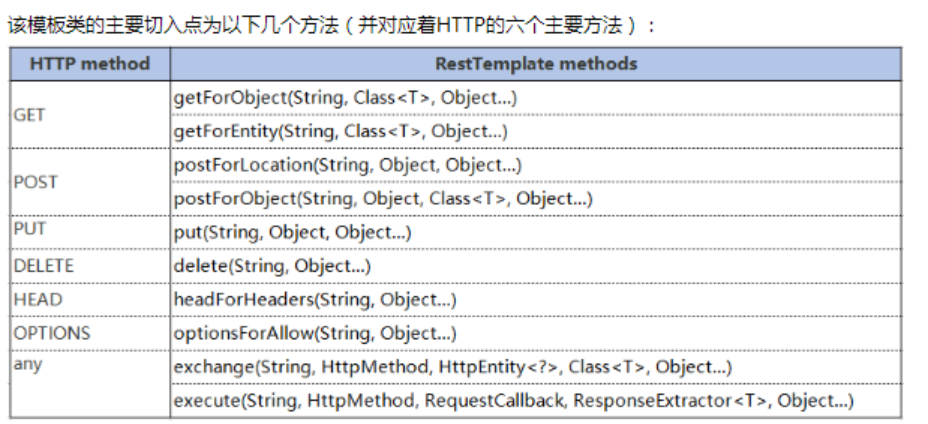 该模板类的主要切入点为以下几个方法（并对应着HTTP的六个主要方法）：
HTTP method RestTemplate methods
GET getForObject(String, Class<T>, Object...)
getForEntity(String, Class<T>, Object...)
POST postForLocation(String, Object, Object...)
postForObject(String, Object, Class<T>, Object...)
PUT put(String, Object, Object...)
DELETE delete(String, Object...)
HEAD headForHeaders(String, Object...)
OPTIONS optionsForAllow(String, Object...)
any exchange(String, HttpMethod, HttpEntity<?>, Class<T>, Object...)
execute(String, HttpMethod, RequestCallback, ResponseExtractor<T>, Object...)